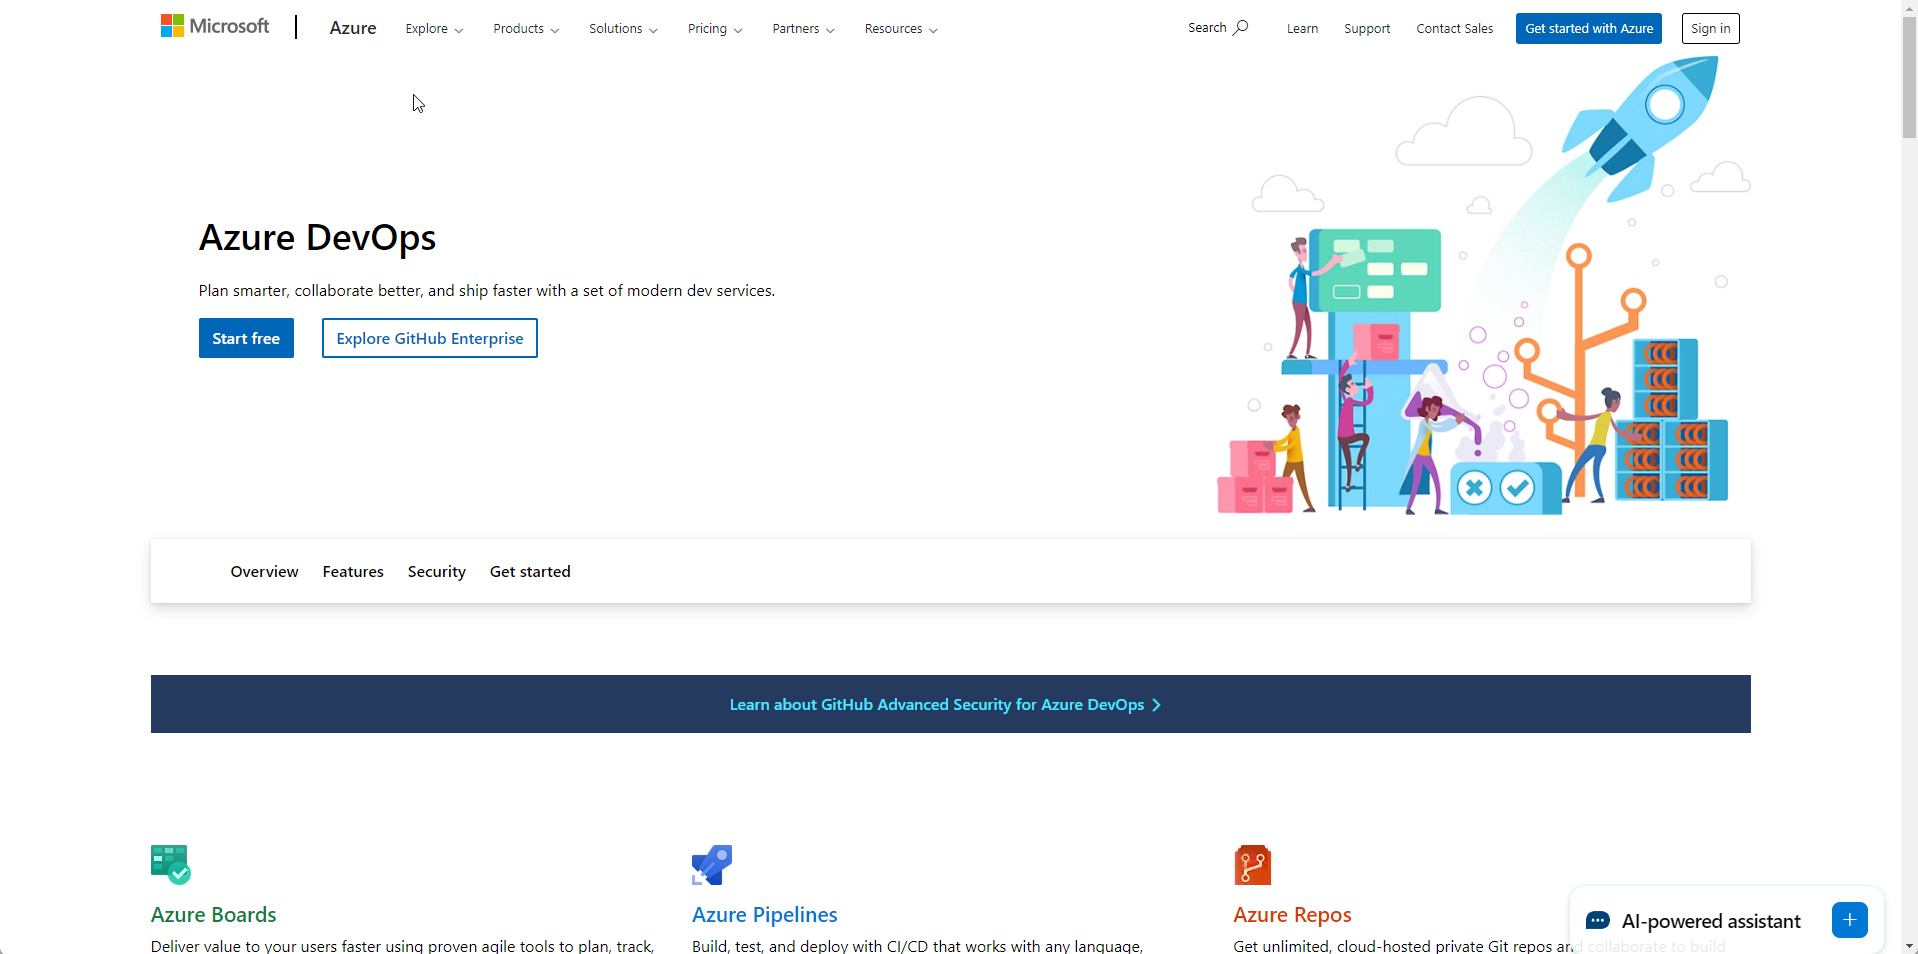 Microsoft
Azure
Explore
Products
Solutions
Pricing
Partners
Resources
Search
Learn
Support
Contact Sales
Get started with Azure
Sign in
Azure DevOps
Plan smarter, collaborate better, and ship faster with a set of modern dev services.
Start free
Explore GitHub Enterprise
Overview
Features
Security
Get started
Learn about GitHub Advanced Security for Azure DevOps
Azure Boards
Deliver value to your users faster using proven agile tools to plan, track,
Azure Pipelines
Build, test, and deploy with CI/CD that works with any language,
Azure Repos
Get unlimited, cloud-hosted private Git repos and collaborate to build
AI-powered assistant